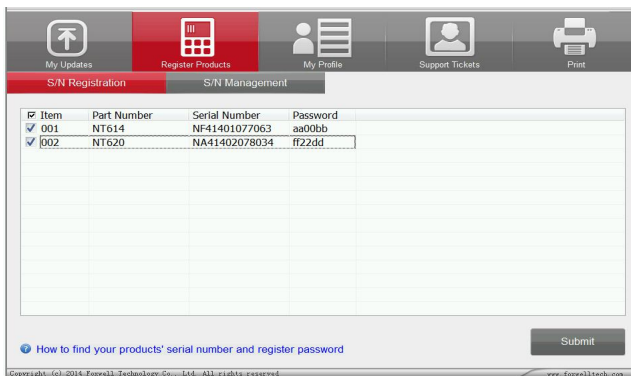 My Updates
Register Products
My Profile
Support Tickets
Print
S/N Registration
S/N Management
Item Part Number Serial Number Password
001 NT614 NF41401077063 aa00bb
002 NT620 NA41402078034 ff22dd
How to find your products' serial number and register password
Submit
Copyright (c) 2014 Foxwell Technology Co., Ltd. All rights reserved
www.foxwelltech.com